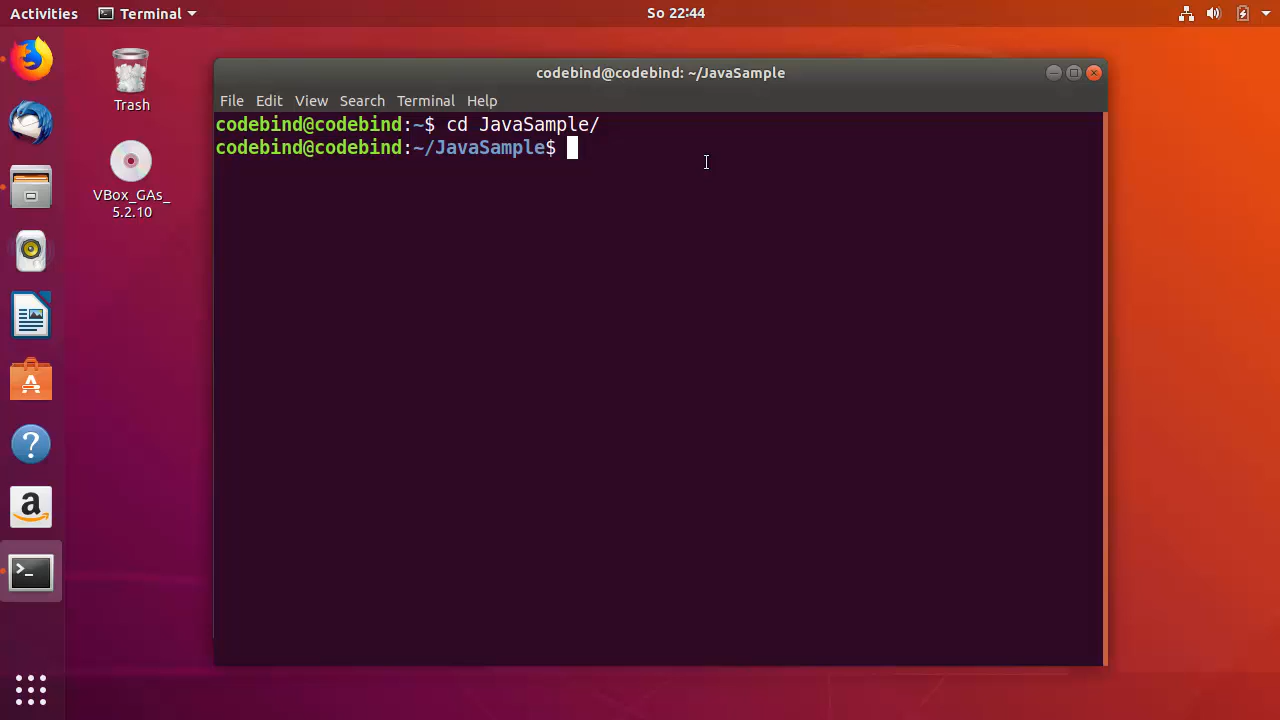 Activities Terminal So 22:44
codebind@codebind: ~/JavaSample
File Edit View Search Terminal Help
codebind@codebind:~$ cd JavaSample/
codebind@codebind:~/JavaSample$
Trash
VBox_GAs_
5.2.10